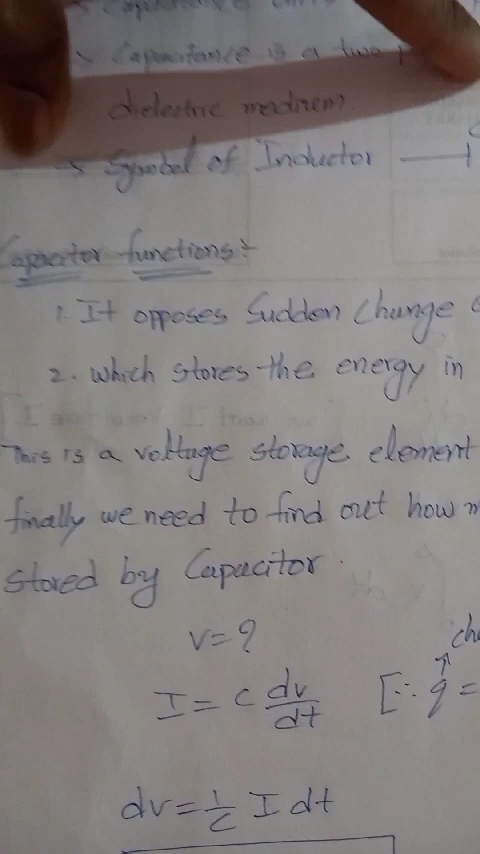 Capacitance
→ Capacitance is a two
dielectric medium.
→ Symbol of Inductor
Capacitor functions:-
1. It opposes Sudden Change
2. which stores the energy in
This is a voltage storage element
finally we need to find out how
stored by Capacitor.
v=?
I = C dv/dt [∵ q =
dv = 1/C I dt